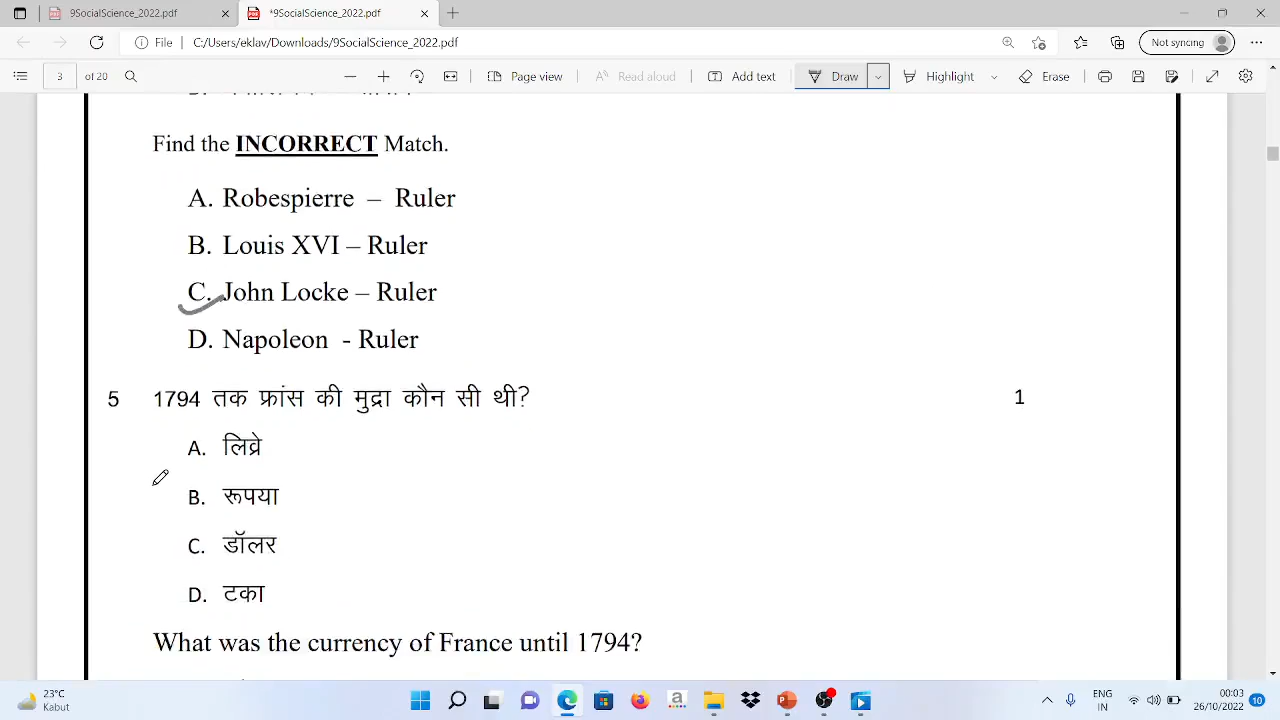 9SocialScience_2022.pdf
*9SocialScience_2022.pdf
File
C:/Users/eklav/Downloads/9SocialScience_2022.pdf
Not syncing
3 of 20
Page view
Read aloud
Add text
Draw
Highlight
Erase
Find the INCORRECT Match.
A. Robespierre – Ruler
B. Louis XVI – Ruler
C. John Locke – Ruler
D. Napoleon - Ruler
5 1794 तक फ्रांस की मुद्रा कौन सी थी? 1
A. लिव्रे
B. रूपया
C. डॉलर
D. टका
What was the currency of France until 1794?
23°C
Kabut
ENG
IN
00:03
26/10/2022
10